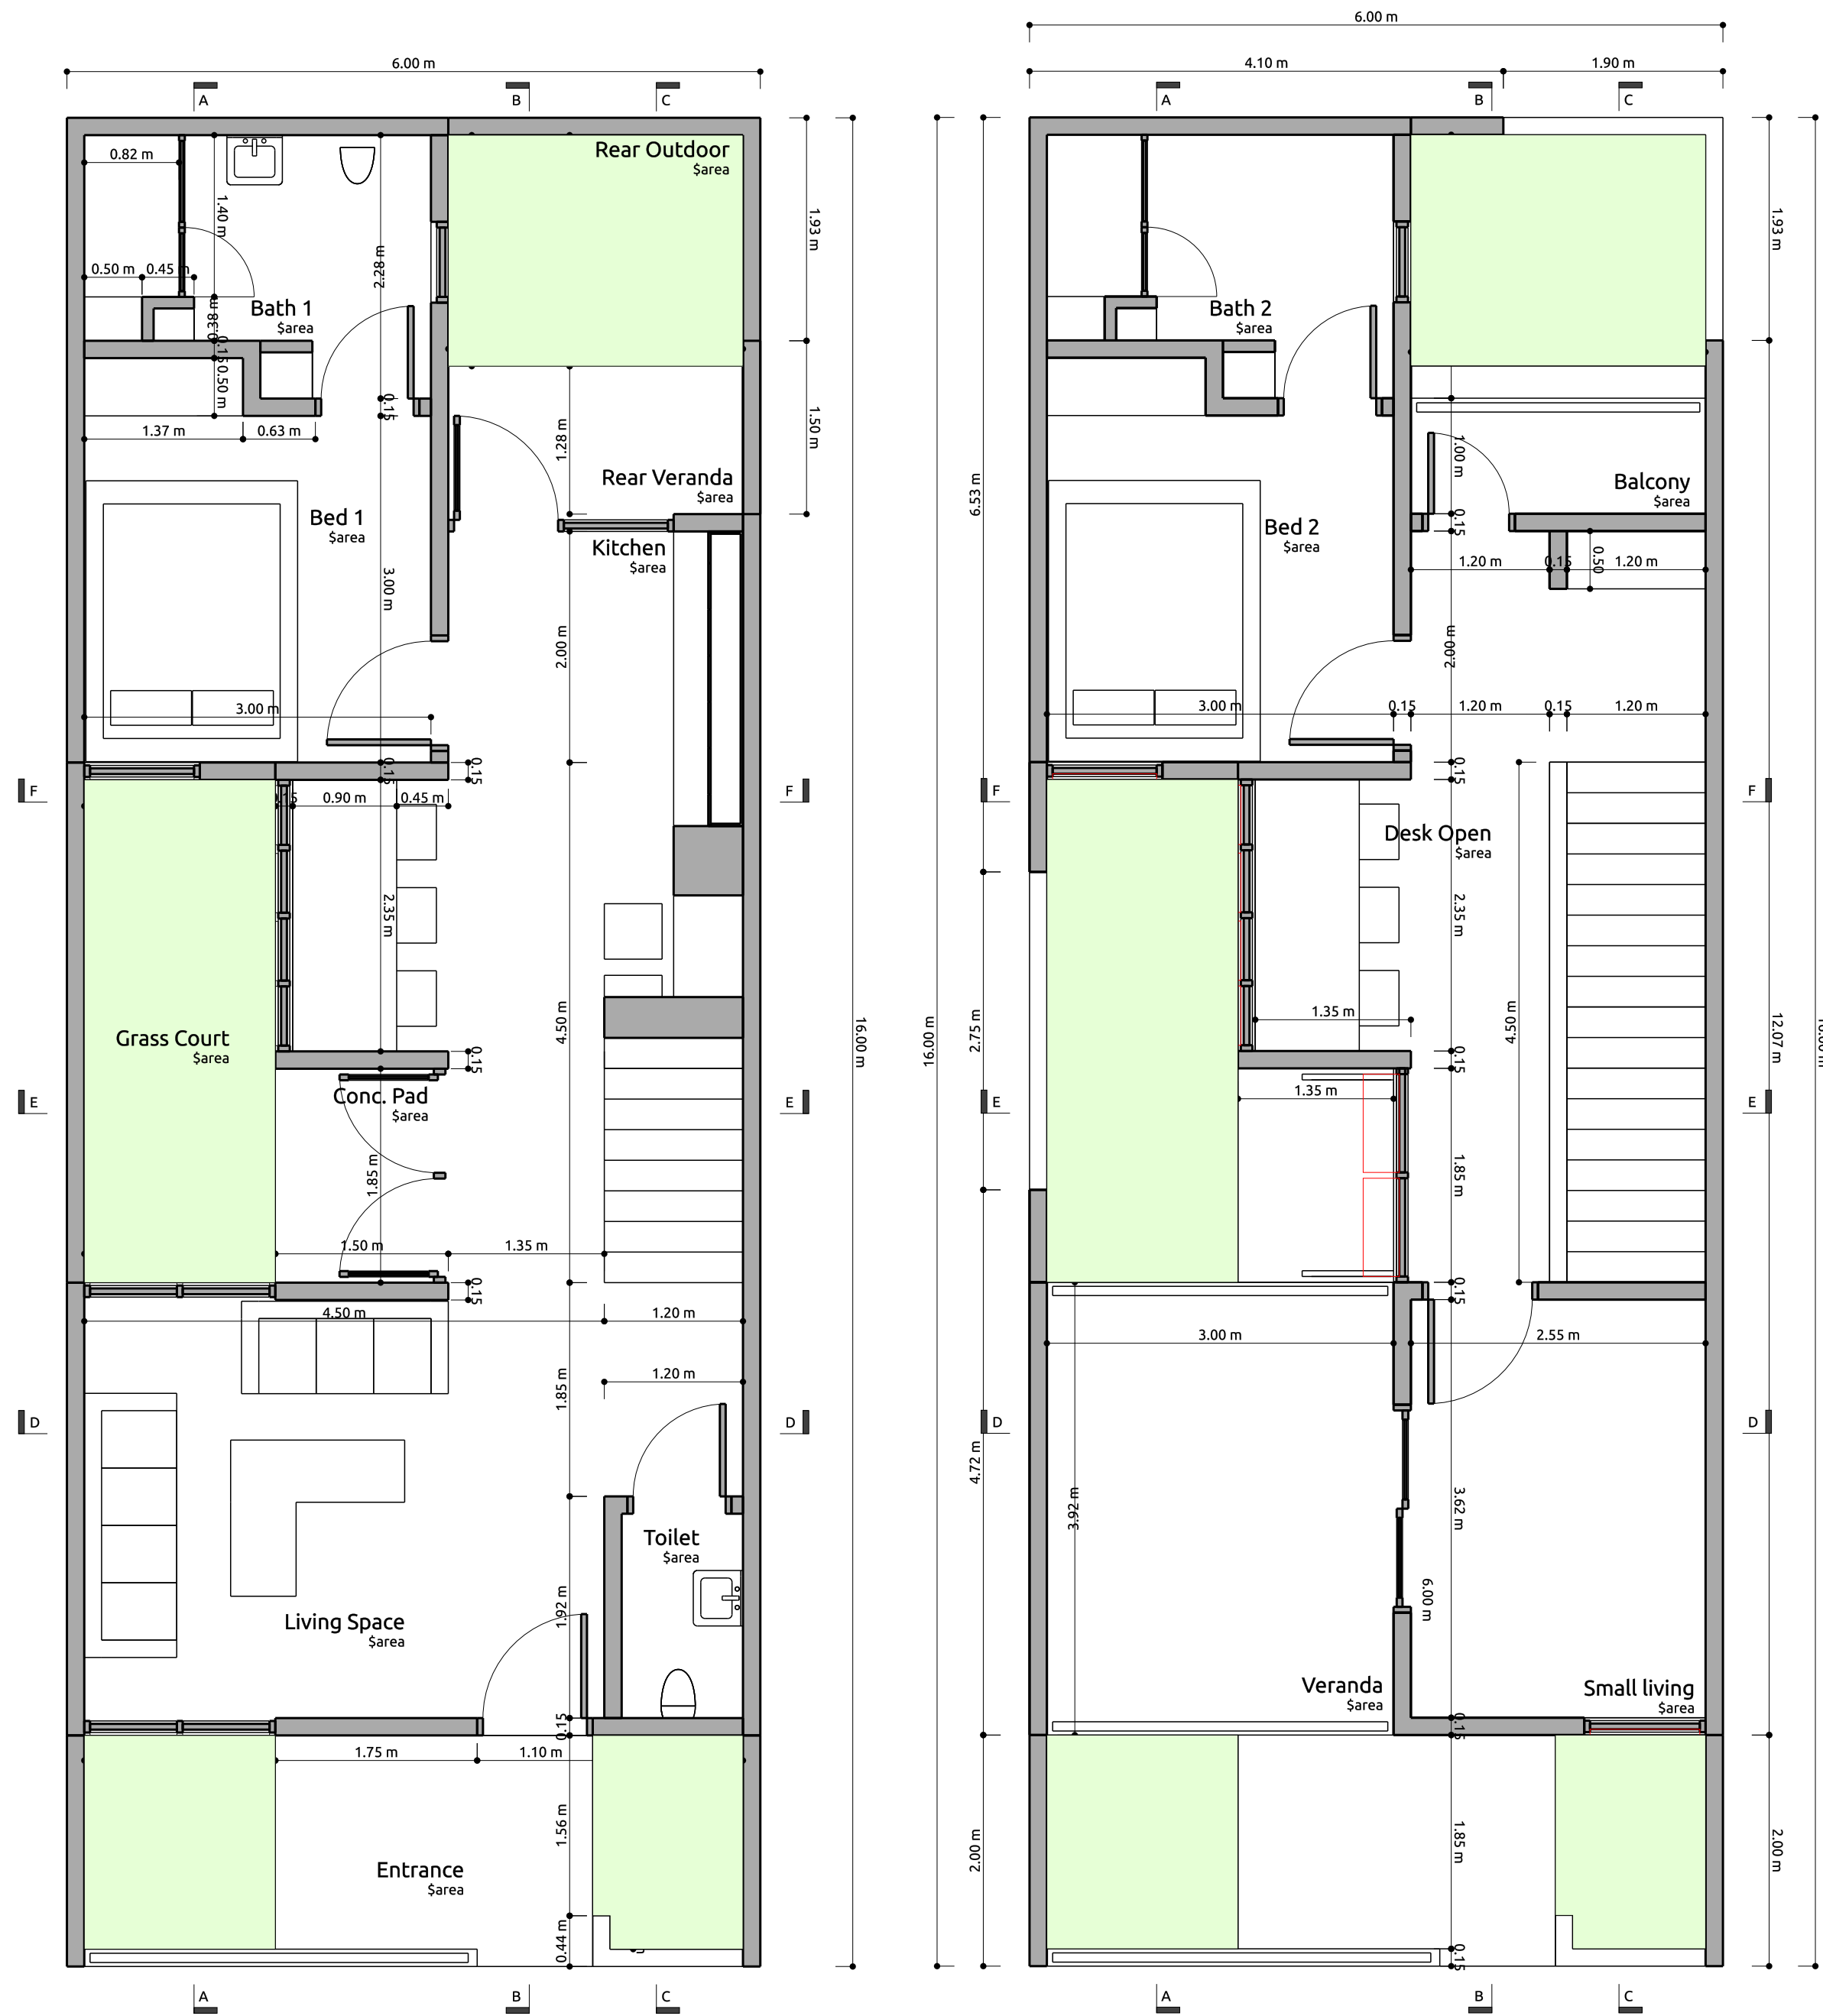 6.00 m
A
B
C
0.82 m
1.40 m
2.28 m
Rear Outdoor
$area
1.93 m
0.50 m
0.45 m
Bath 1
$area
0.38 m
0.15
0.50 m
0.15
1.37 m
0.63 m
1.28 m
1.50 m
Rear Veranda
$area
Bed 1
$area
Kitchen
$area
3.00 m
2.00 m
3.00 m
0.15
0.15
F
F
0.90 m
0.45 m
2.35 m
Grass Court
$area
4.50 m
16.00 m
0.15
Conc. Pad
$area
E
E
1.85 m
1.50 m
1.35 m
0.15
4.50 m
1.20 m
1.20 m
1.85 m
D
D
Toilet
$area
1.92 m
Living Space
$area
0.15
1.75 m
1.10 m
1.56 m
Entrance
$area
0.44 m
A
B
C
6.00 m
4.10 m
1.90 m
A
B
C
1.93 m
Bath 2
$area
6.53 m
1.00 m
Balcony
$area
Bed 2
$area
0.15
0.50
1.20 m
0.15
1.20 m
2.00 m
3.00 m
0.15
1.20 m
0.15
1.20 m
0.15
F
F
Desk Open
$area
2.35 m
4.50 m
1.35 m
16.00 m
2.75 m
12.07 m
0.15
1.35 m
E
E
1.85 m
0.15
3.00 m
2.55 m
D
D
4.72 m
3.92 m
3.62 m
6.00 m
Veranda
$area
Small living
$area
0.15
2.00 m
1.85 m
2.00 m
0.15
A
B
C